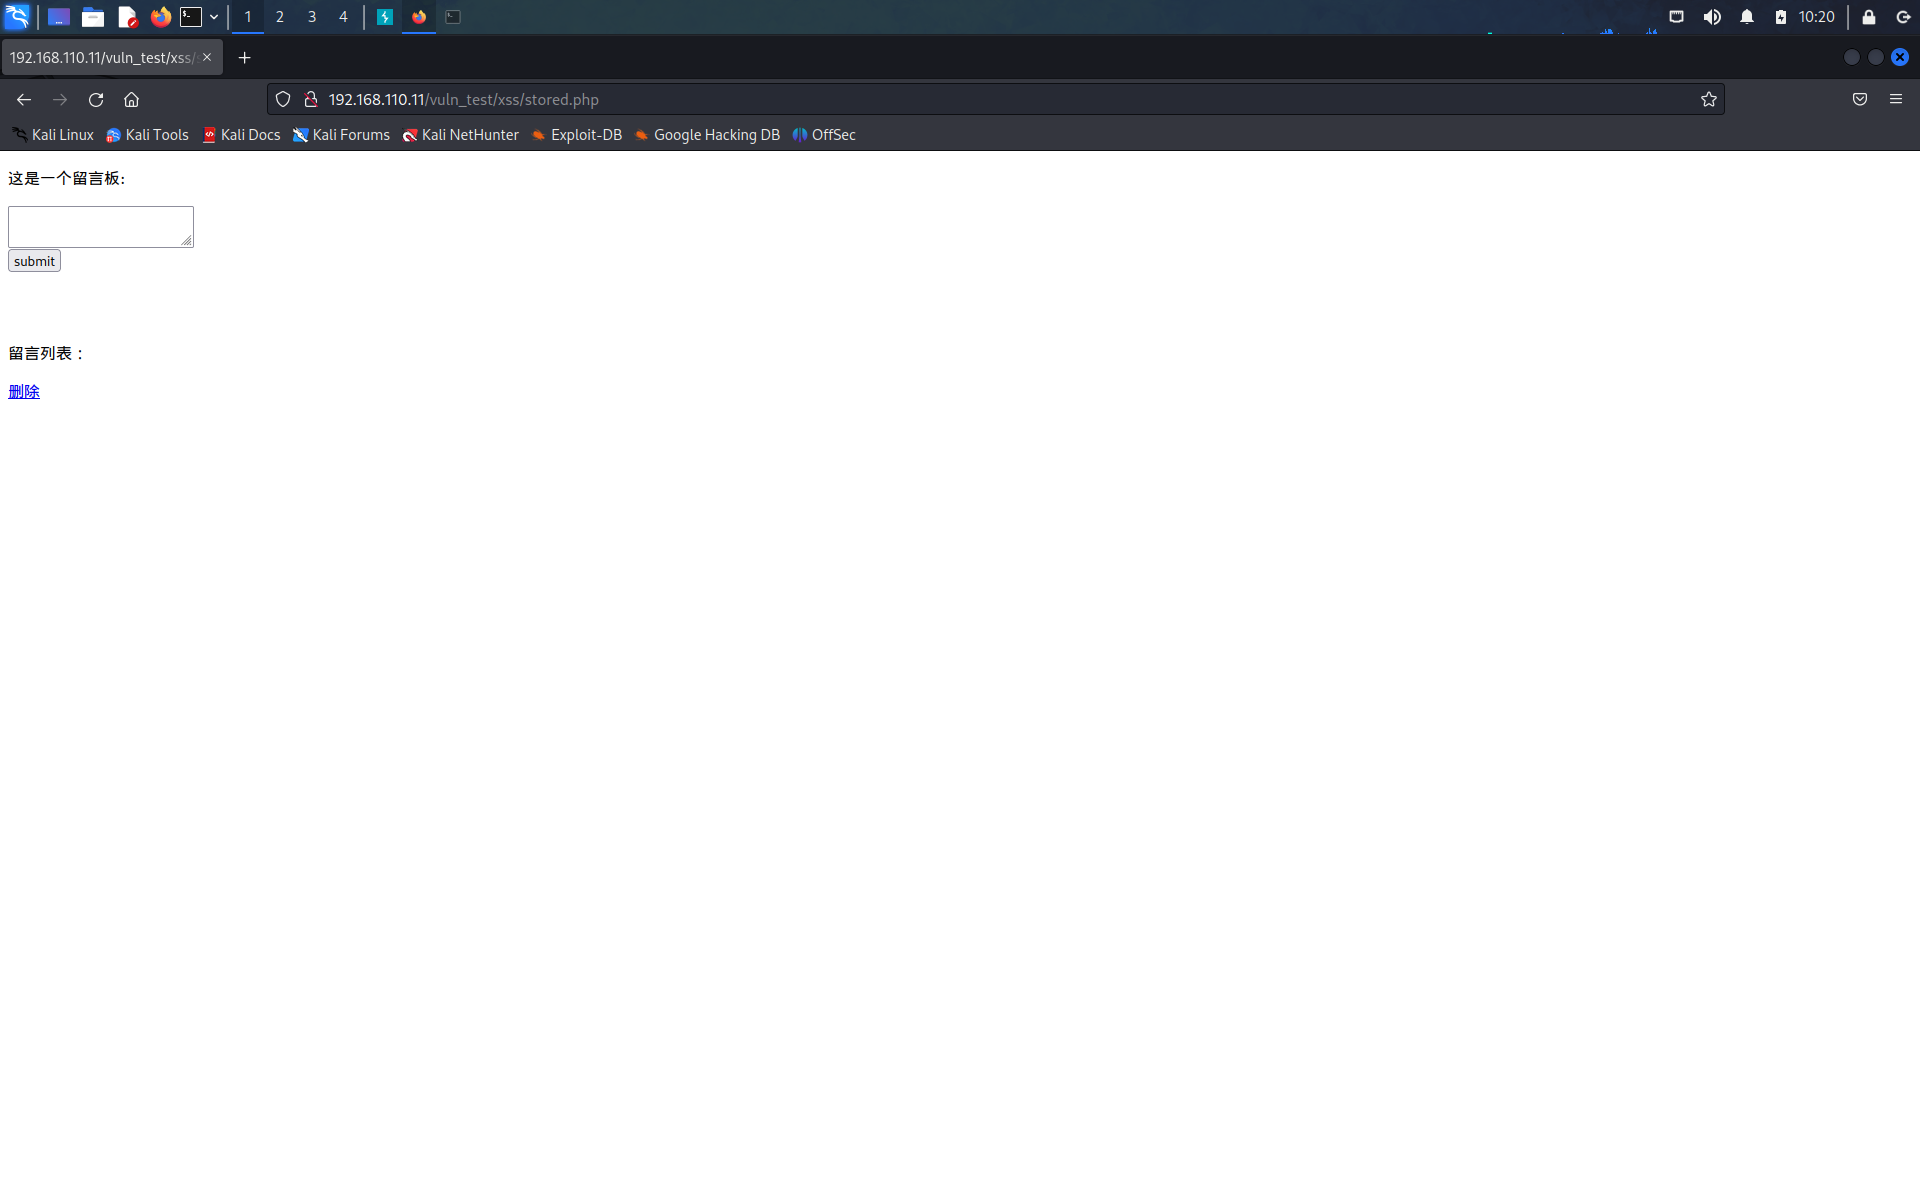 1 2 3 4 10:20
192.168.110.11/vuln_test/xss/
192.168.110.11/vuln_test/xss/stored.php
Kali Linux Kali Tools Kali Docs Kali Forums Kali NetHunter Exploit-DB Google Hacking DB OffSec
这是一个留言板:
submit
留言列表：
删除